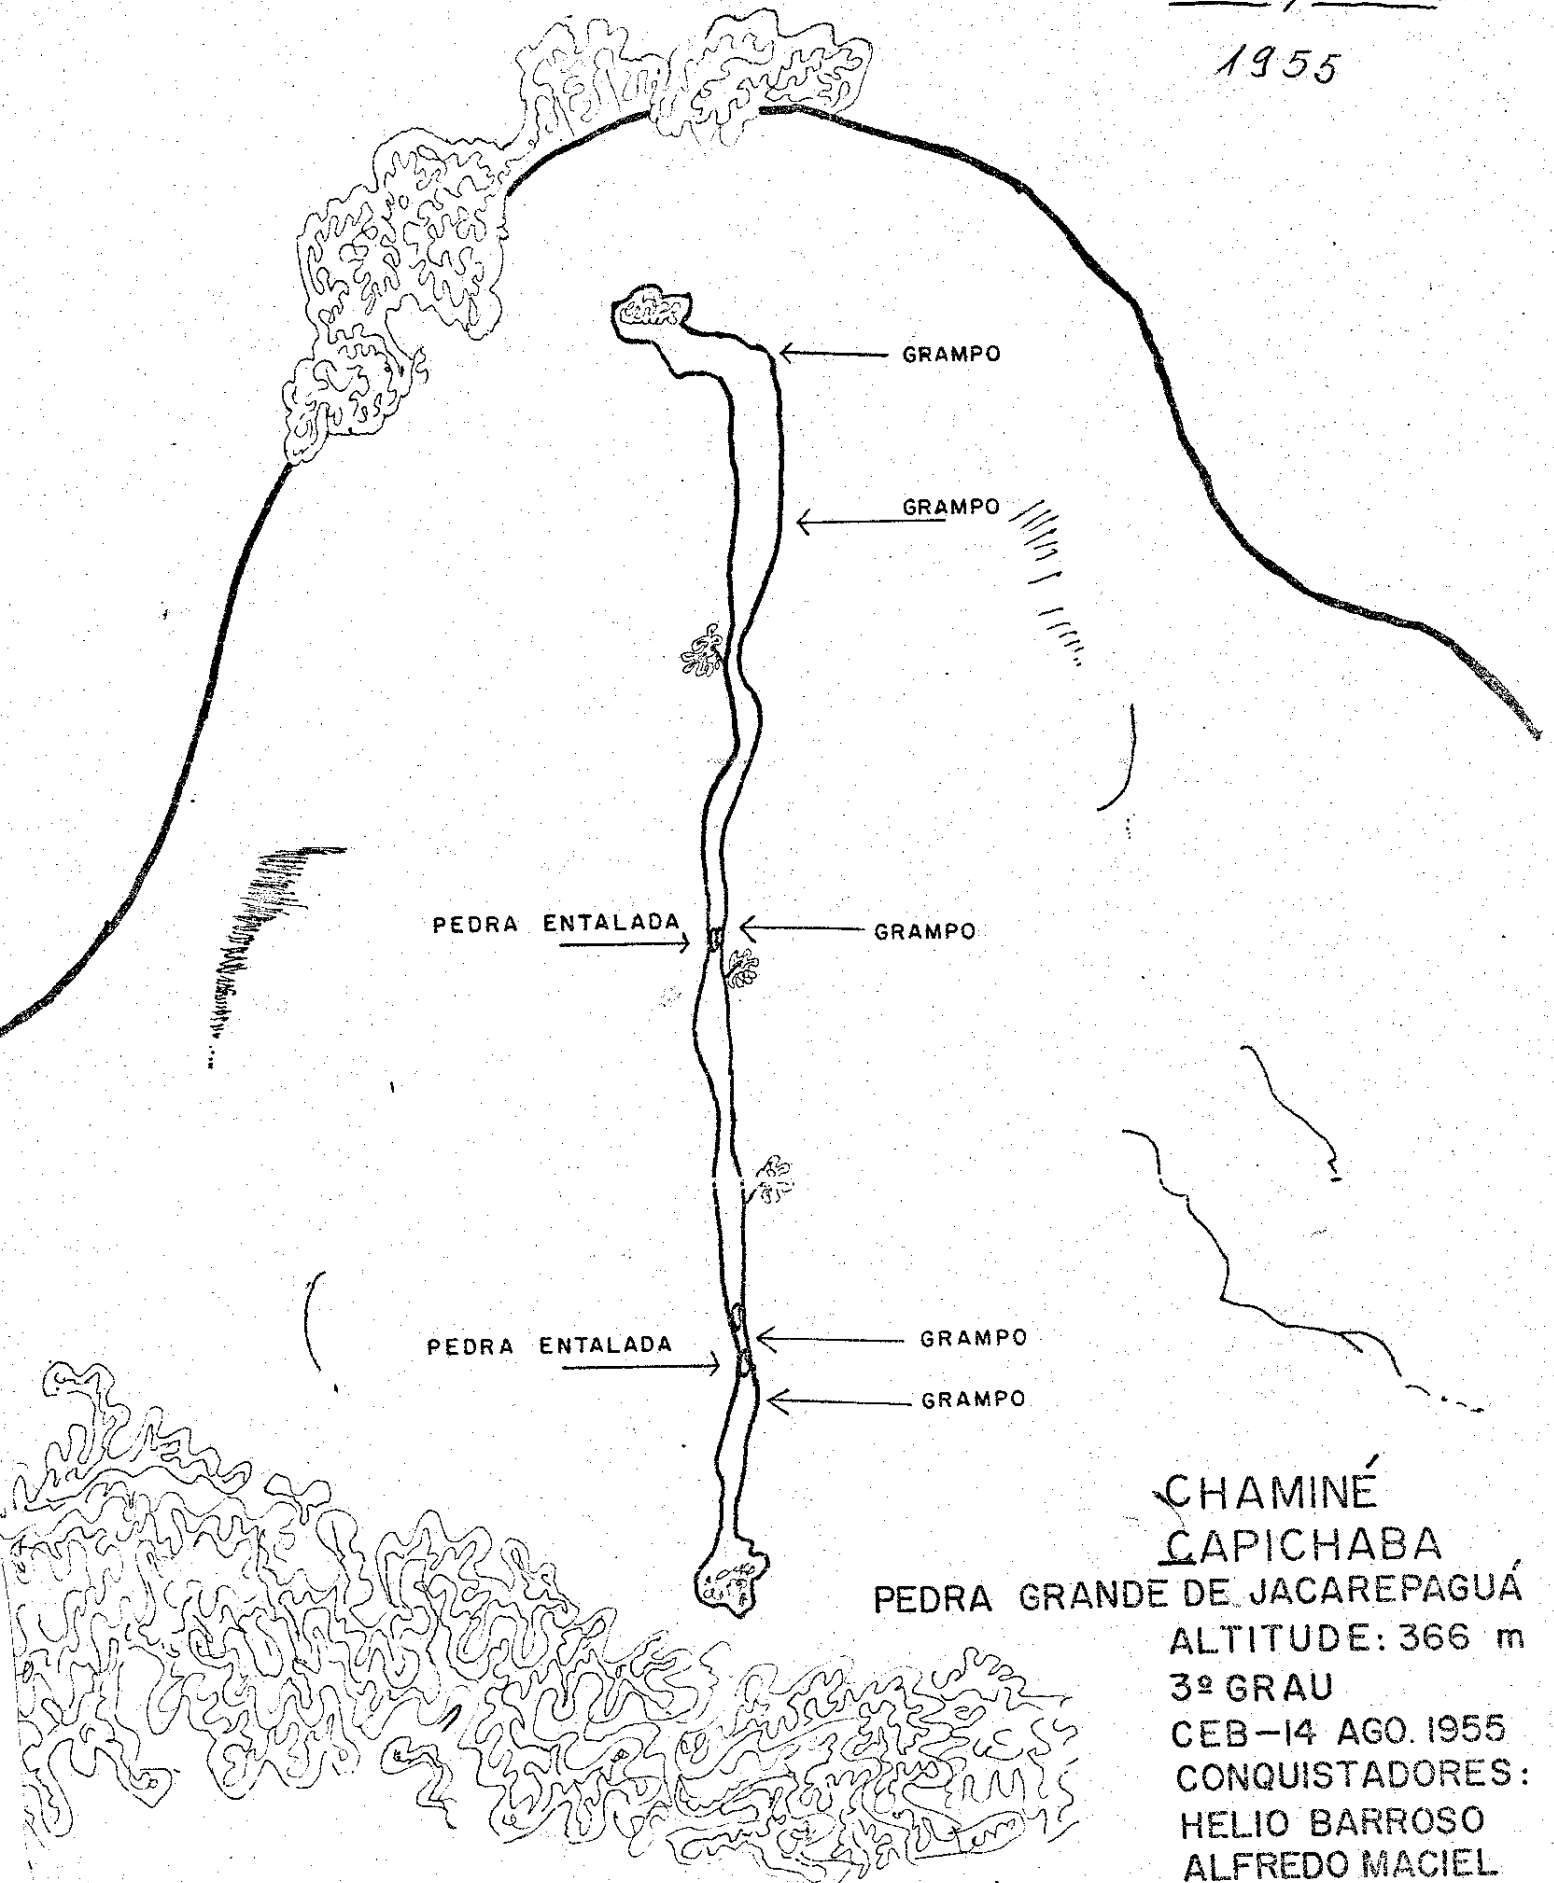 1955
GRAMPO
GRAMPO
PEDRA ENTALADA
GRAMPO
PEDRA ENTALADA
GRAMPO
GRAMPO
CHAMINÉ
CAPICHABA
PEDRA GRANDE DE JACAREPAGUÁ
ALTITUDE: 366 m
3º GRAU
CEB-14 AGO. 1955
CONQUISTADORES:
HELIO BARROSO
ALFREDO MACIEL